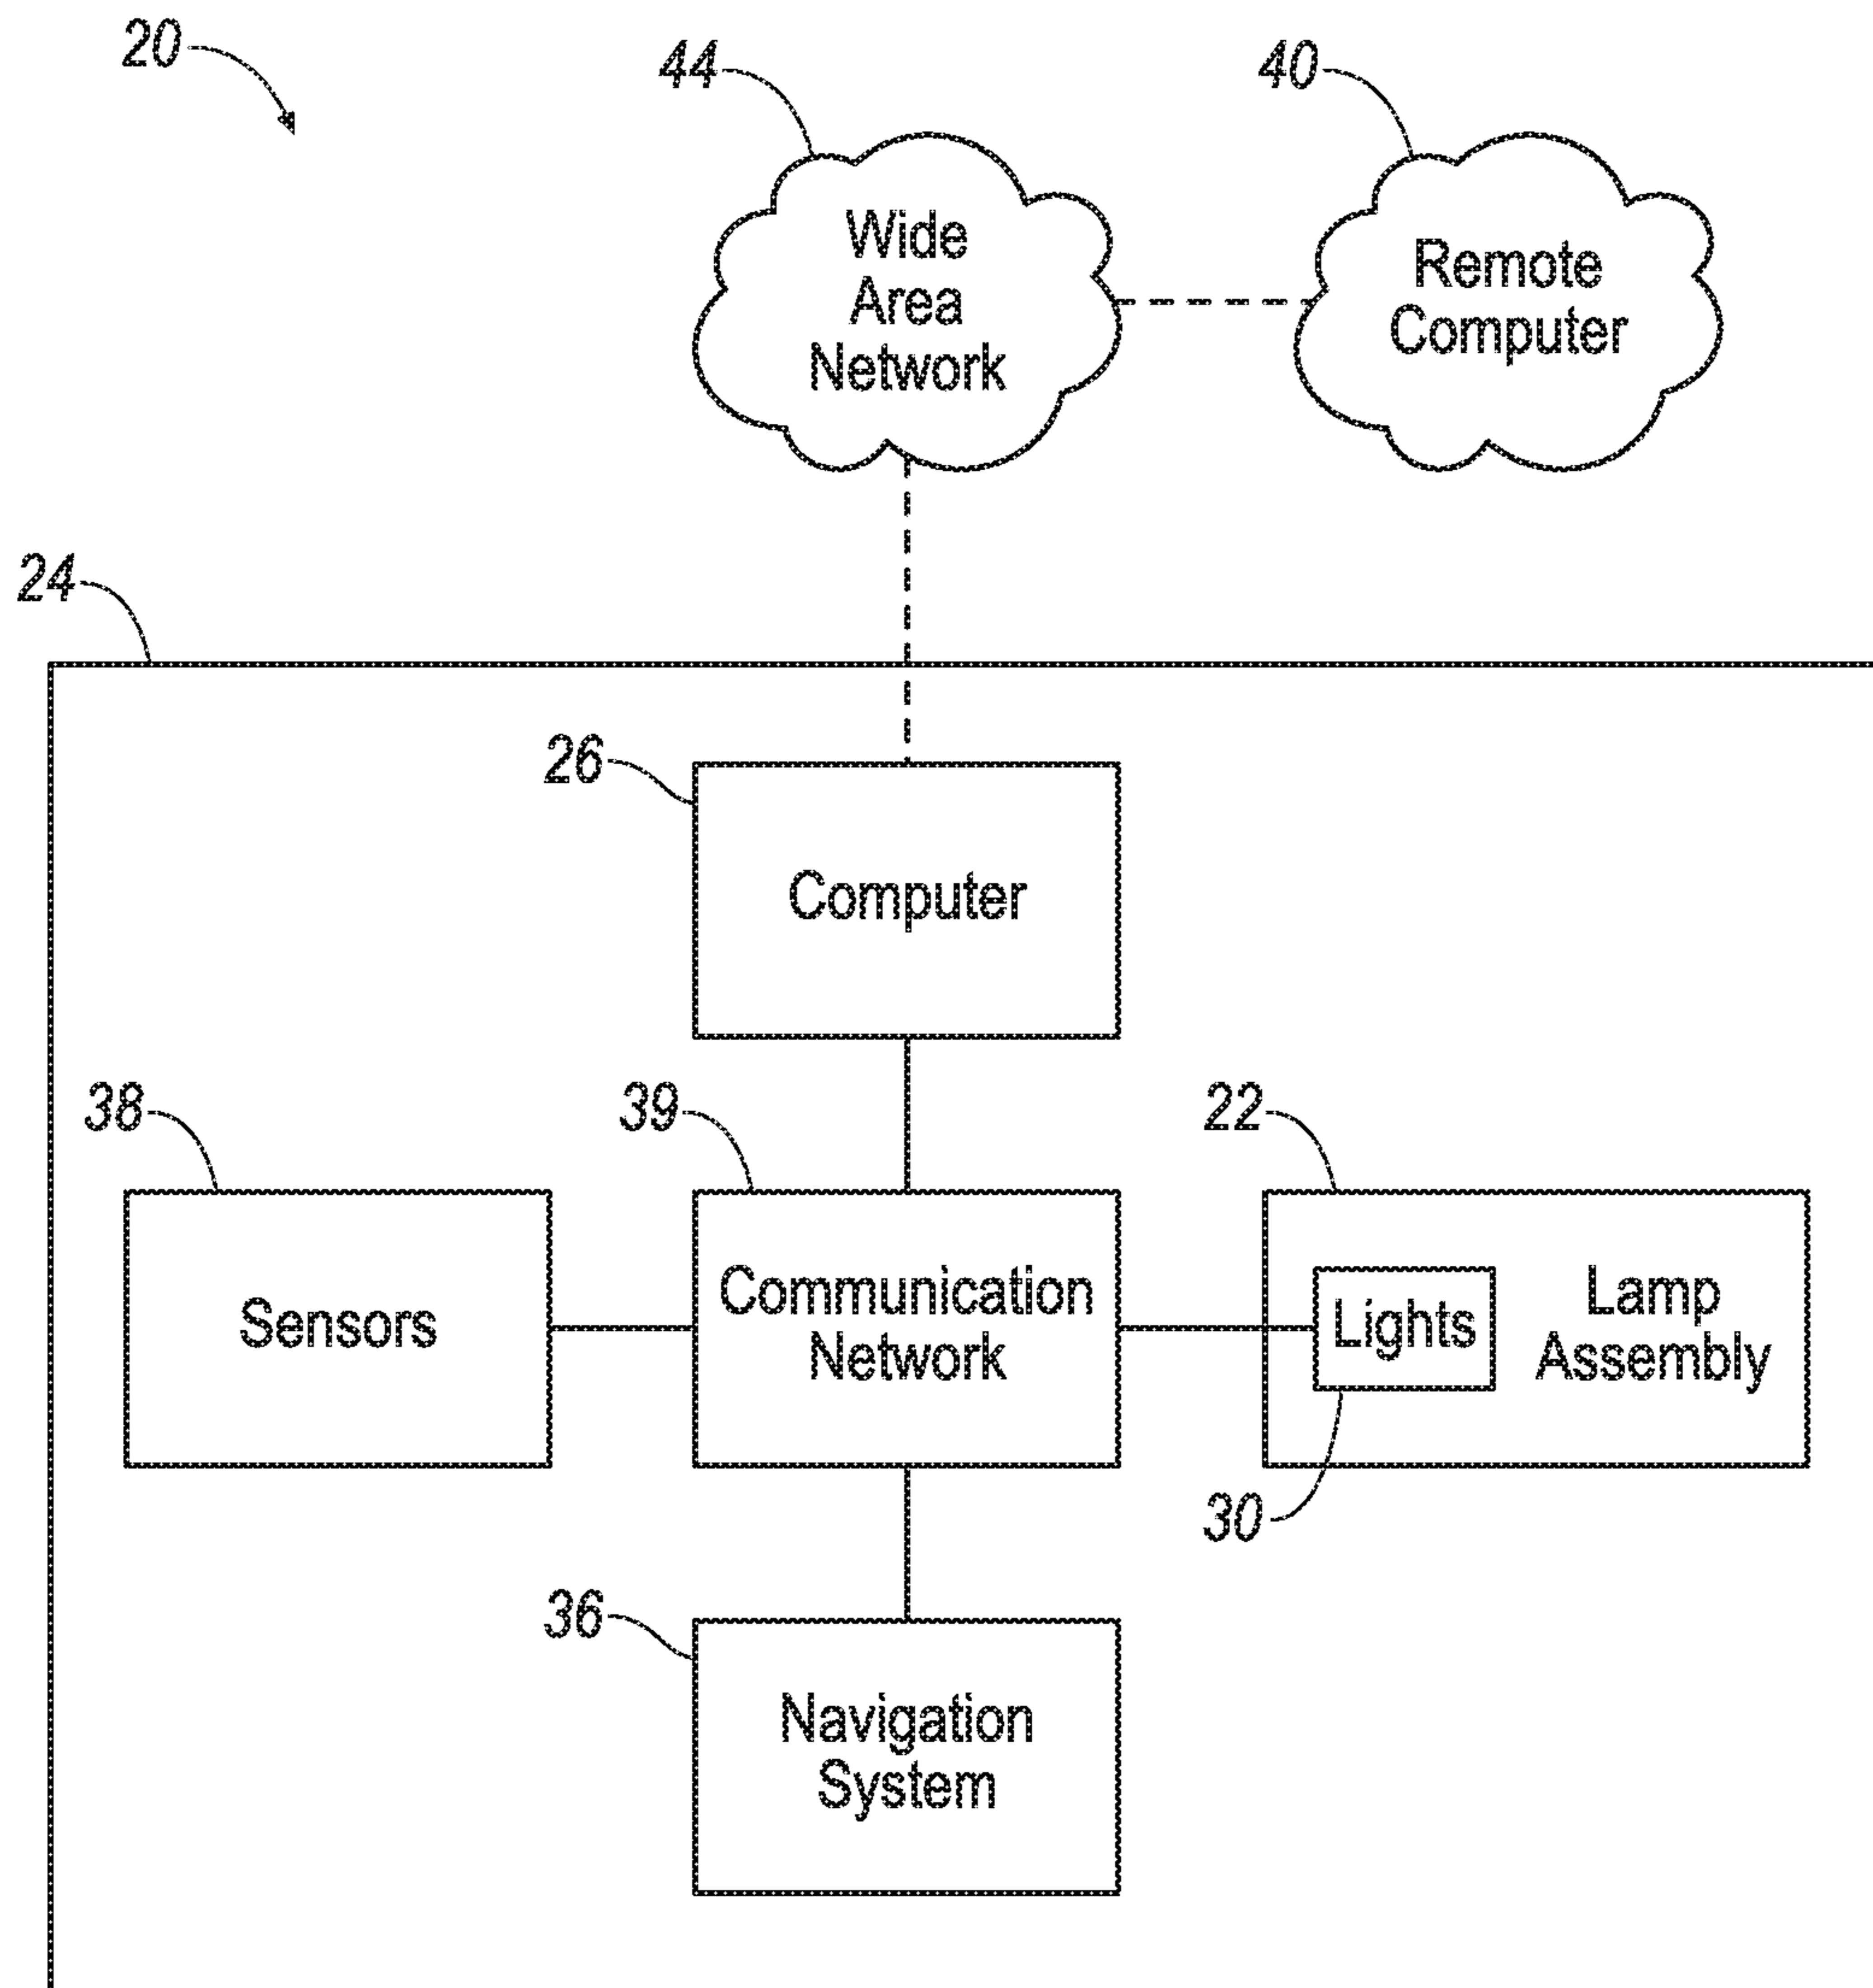 20
44
40
Wide
Area
Network
Remote
Computer
24
26
Computer
38
39
22
Sensors
Communication
Network
Lights
Lamp
Assembly
30
36
Navigation
System